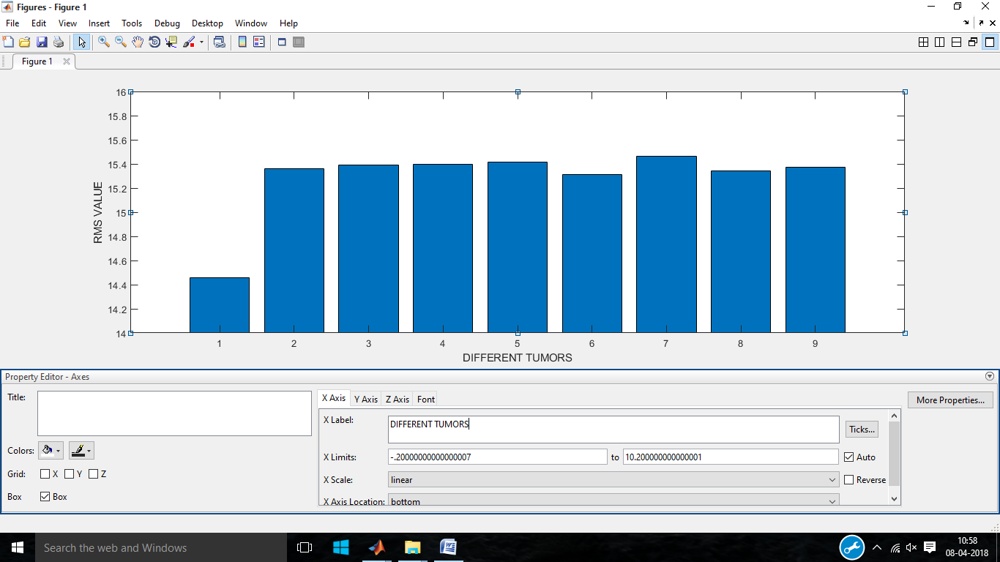 Figures - Figure 1
File Edit View Insert Tools Debug Desktop Window Help
Figure 1
16
15.8
15.6
15.4
15.2
15
14.8
14.6
14.4
14.2
14
RMS VALUE
1 2 3 4 5 6 7 8 9
DIFFERENT TUMORS
Property Editor - Axes
Title:
Colors:
Grid: X Y Z
Box Box
X Axis Y Axis Z Axis Font
X Label: DIFFERENT TUMORS
Ticks...
X Limits: -.20000000000000007 to 10.200000000000001 Auto
X Scale: linear Reverse
X Axis Location: bottom
More Properties...
Search the web and Windows
10:58
08-04-2018